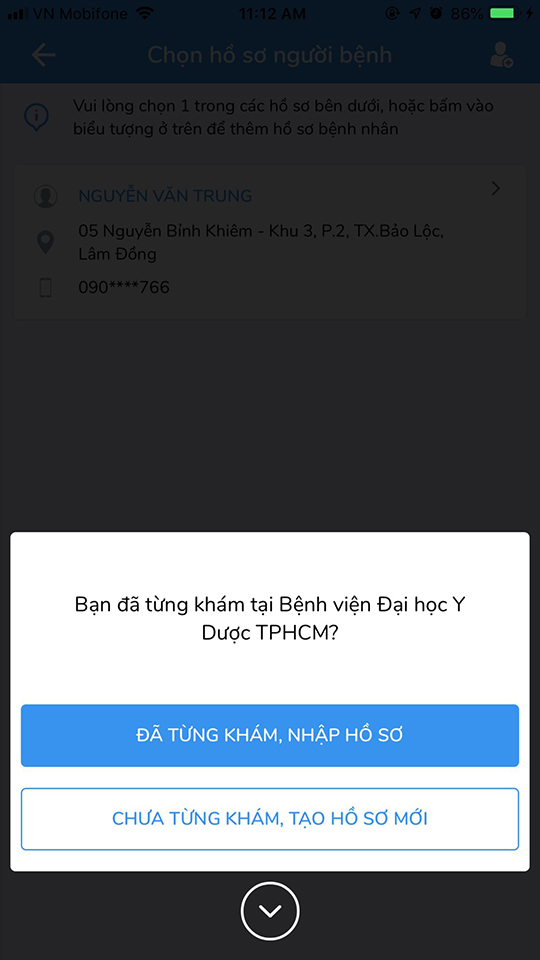 VN Mobifone 11:12 AM 86%
Chọn hồ sơ người bệnh
Vui lòng chọn 1 trong các hồ sơ bên dưới, hoặc bấm vào
biểu tượng ở trên để thêm hồ sơ bệnh nhân
NGUYỄN VĂN TRUNG
05 Nguyễn Bỉnh Khiêm - Khu 3, P.2, TX.Bảo Lộc,
Lâm Đồng
090****766
Bạn đã từng khám tại Bệnh viện Đại học Y
Dược TPHCM?
ĐÃ TỪNG KHÁM, NHẬP HỒ SƠ
CHƯA TỪNG KHÁM, TẠO HỒ SƠ MỚI